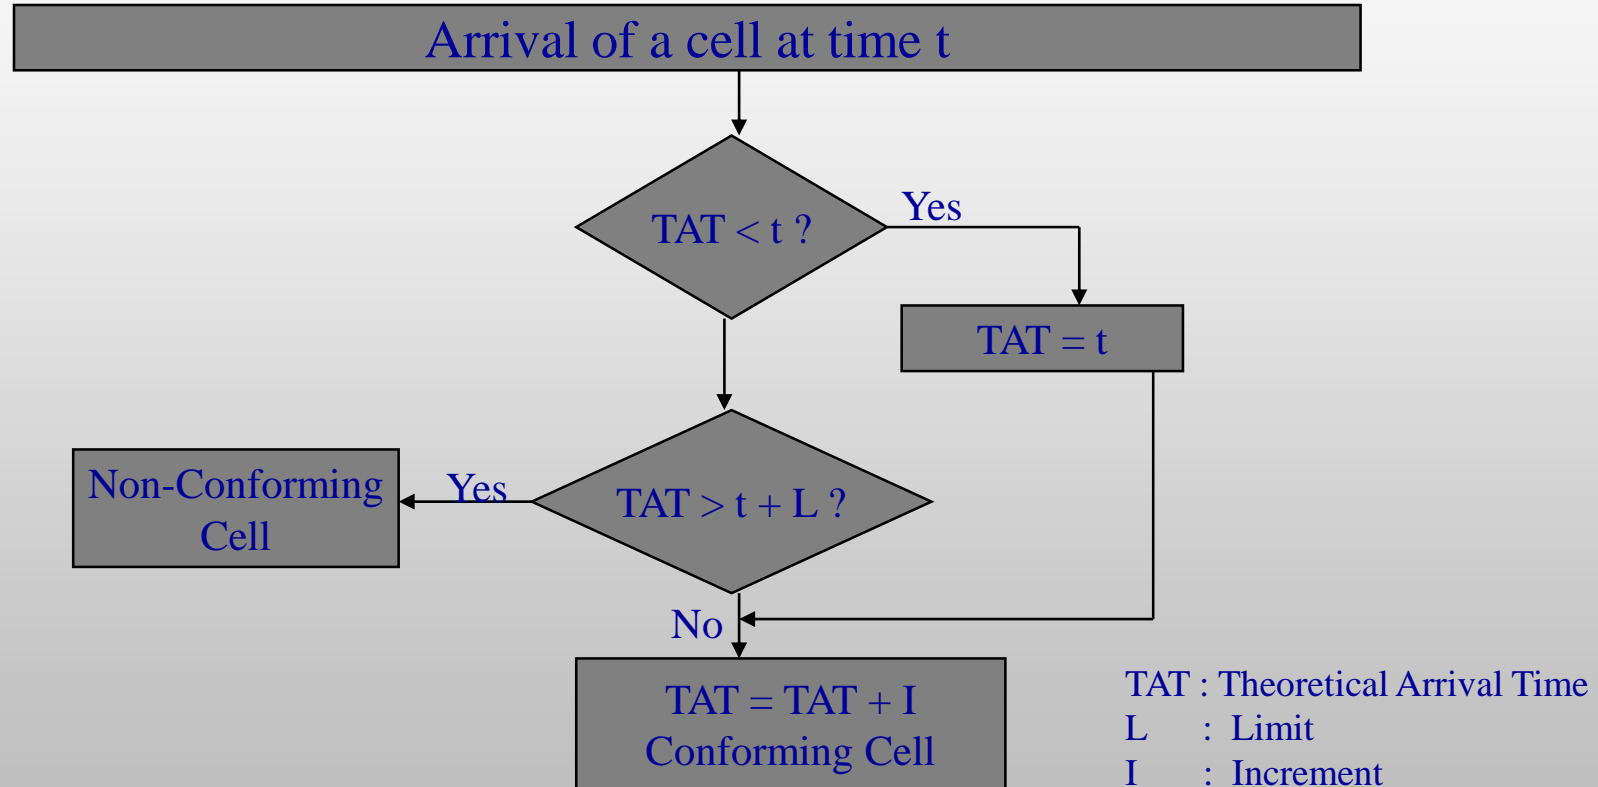 Arrival of a cell at time t
TAT < t ?
Yes
TAT = t
Non-Conforming
Cell
Yes
TAT > t + L ?
No
TAT = TAT + I
Conforming Cell
TAT : Theoretical Arrival Time
L : Limit
I : Increment